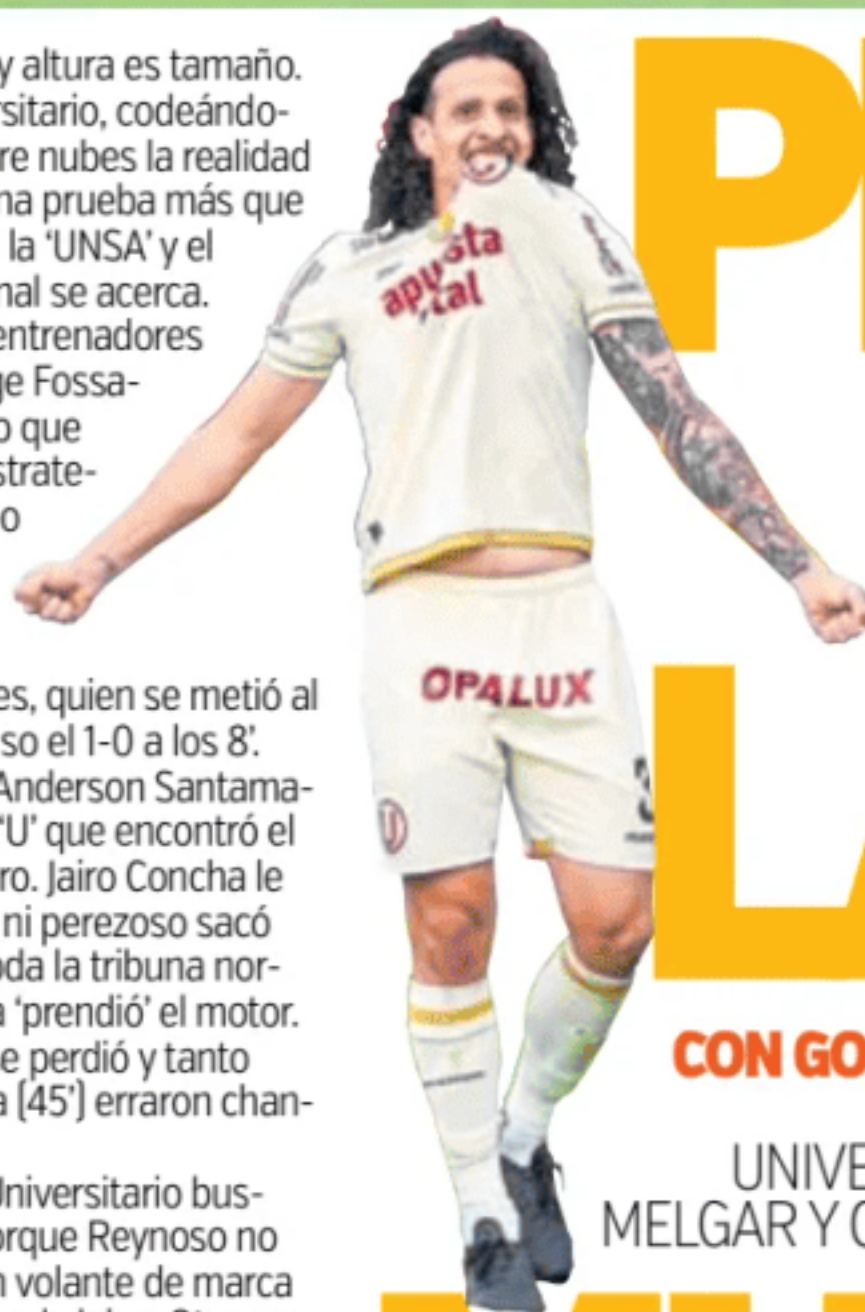 y altura es tamaño.
rsitario, codeándo-
re nubes la realidad
na prueba más que
la ‘UNSA’ y el
nal se acerca.
entrenadores
ge Fossa-
o que
strate-
o
es, quien se metió al
so el 1-0 a los 8’.
Anderson Santama-
‘U’ que encontró el
ro. Jairo Concha le
ni perezoso sacó
oda la tribuna nor-
a ‘prendió’ el motor.
e perdió y tanto
a (45’) erraron chan-
Universitario bus-
orque Reynoso no
n volante de marca
apuesta
total
OPALUX
U
3
P
LA
CON GO
UNIVE
MELGAR Y